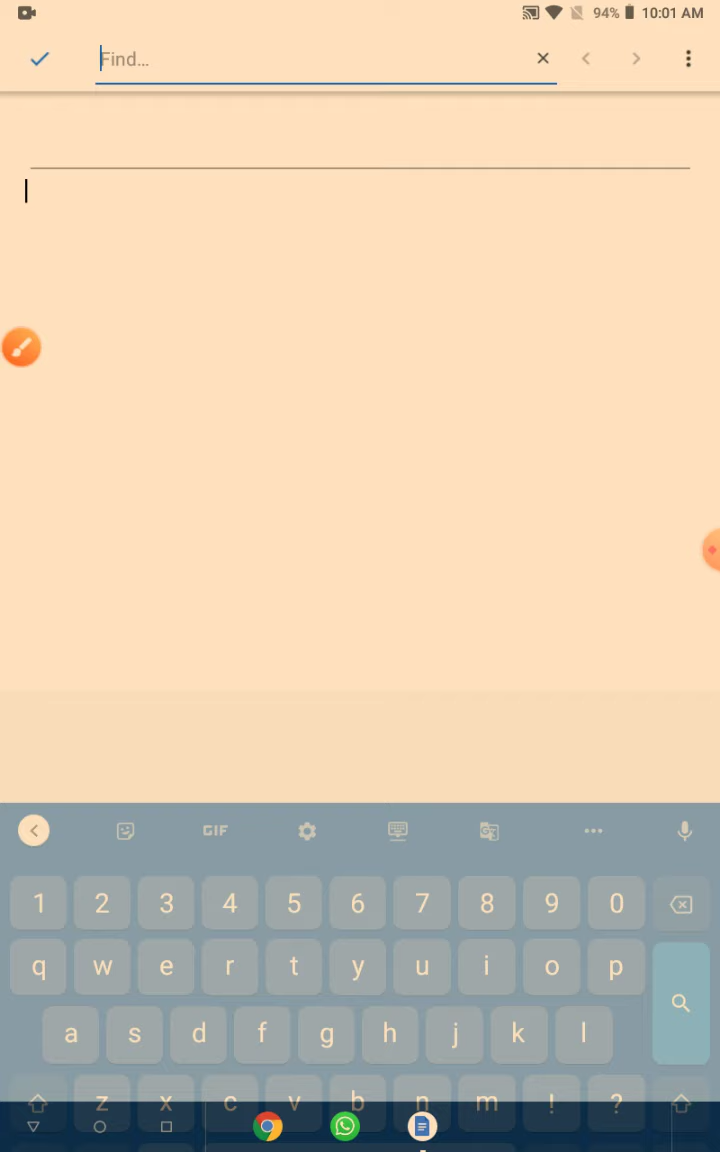 94% 10:01 AM
Find...
GIF
1 2 3 4 5 6 7 8 9 0
q w e r t y u i o p
a s d f g h j k l
z x c v b n m ! ?